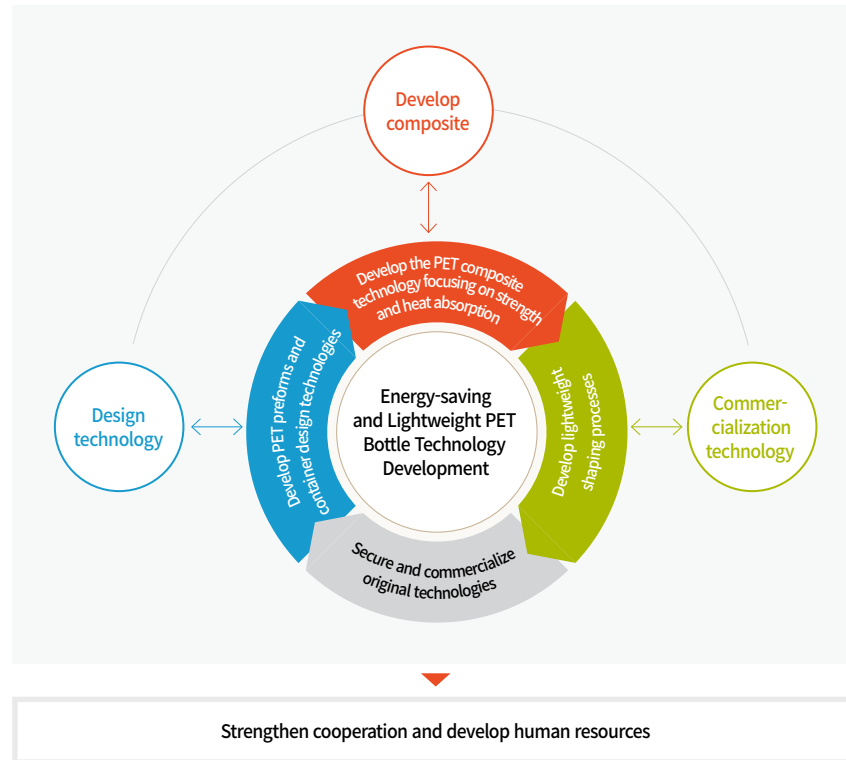 Develop
composite
Develop the PET composite
technology focusing on strength
and heat absorption
Design
technology
Develop PET preforms and
container design technologies
Energy-saving
and Lightweight PET
Bottle Technology
Development
Develop lightweight
shaping processes
Commer-
cialization
technology
Secure and commercialize
original technologies
Strengthen cooperation and develop human resources